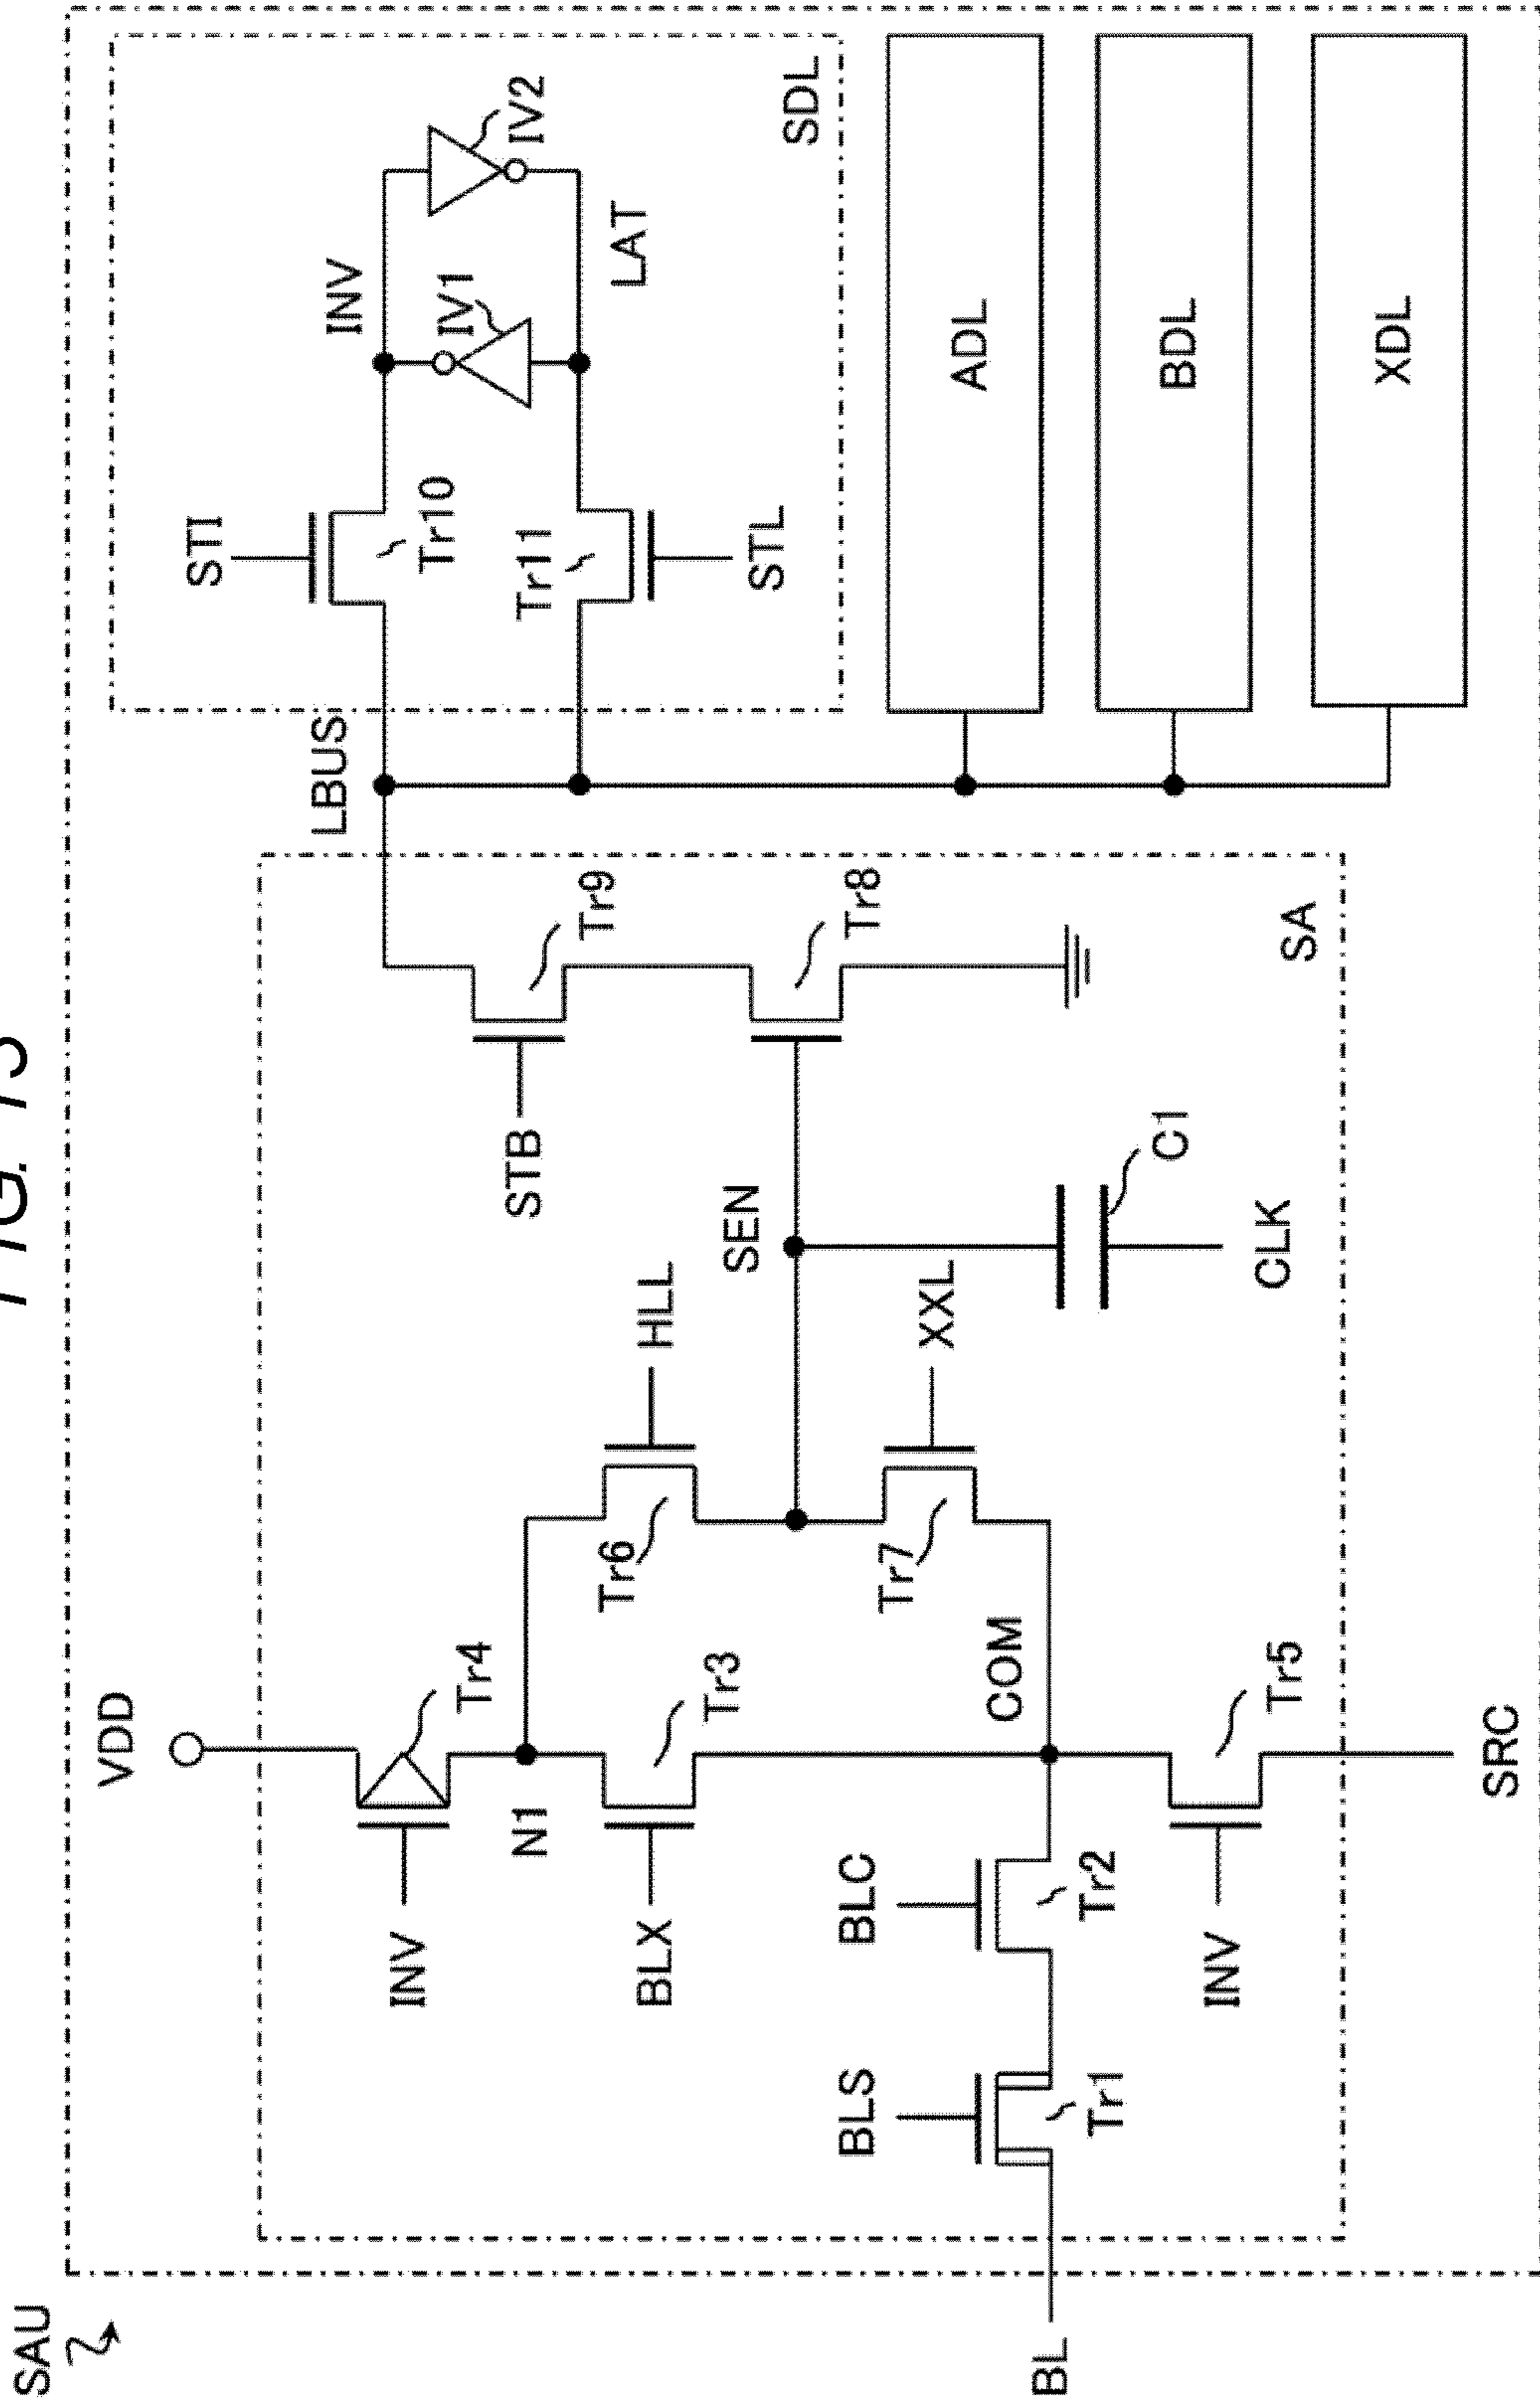 FIG. 13
SAU
VDD
INV
Tr4
N1
BLX
Tr3
HLL
Tr6
SEN
STB
Tr9
Tr8
XXL
Tr7
COM
C1
CLK
BLS
Tr1
BLC
Tr2
BL
INV
Tr5
SRC
SA
LBUS
STI
Tr10
Tr11
STL
INV
IV1
IV2
LAT
SDL
ADL
BDL
XDL